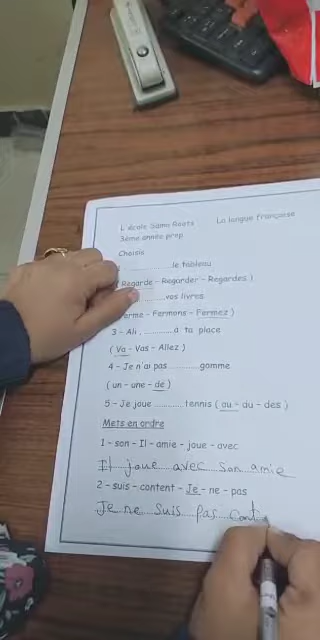 L'école Sama Roots La langue française
3ème année prep
Choisis
............le tableau
Regarde - Regarder - Regardes )
............vos livres
erme - Fermons - Fermez )
3 - Ali , ............à ta place
( Va - Vas - Allez )
4 - Je n'ai pas ............gomme
(un - une - de )
5 - Je joue ............tennis ( au - du - des )
Mets en ordre
1 - son - Il - amie - joue - avec
Il joue avec son amie
2 - suis - content - Je - ne - pas
Je ne suis pas cont